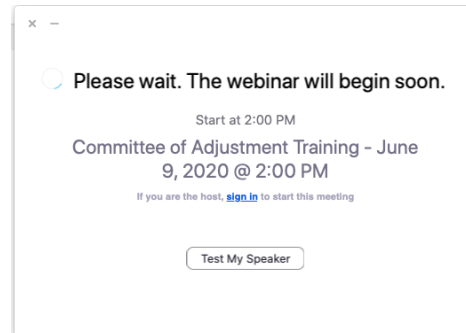 Please wait. The webinar will begin soon.
Start at 2:00 PM
Committee of Adjustment Training - June
9, 2020 @ 2:00 PM
If you are the host, sign in to start this meeting
Test My Speaker